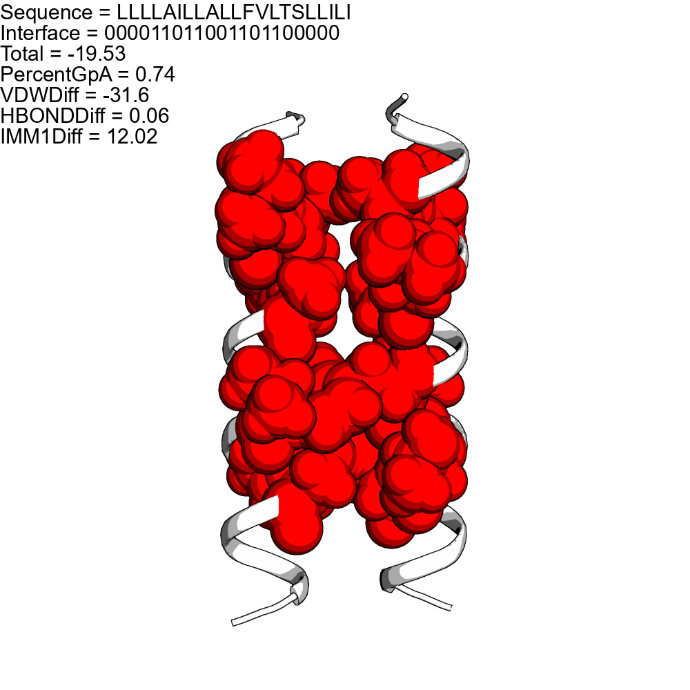 Sequence = LLLLAILLALLFVLTSLLILI
Interface = 000011011001101100000
Total = -19.53
PercentGpA = 0.74
VDWDiff = -31.6
HBONDDiff = 0.06
IMM1Diff = 12.02